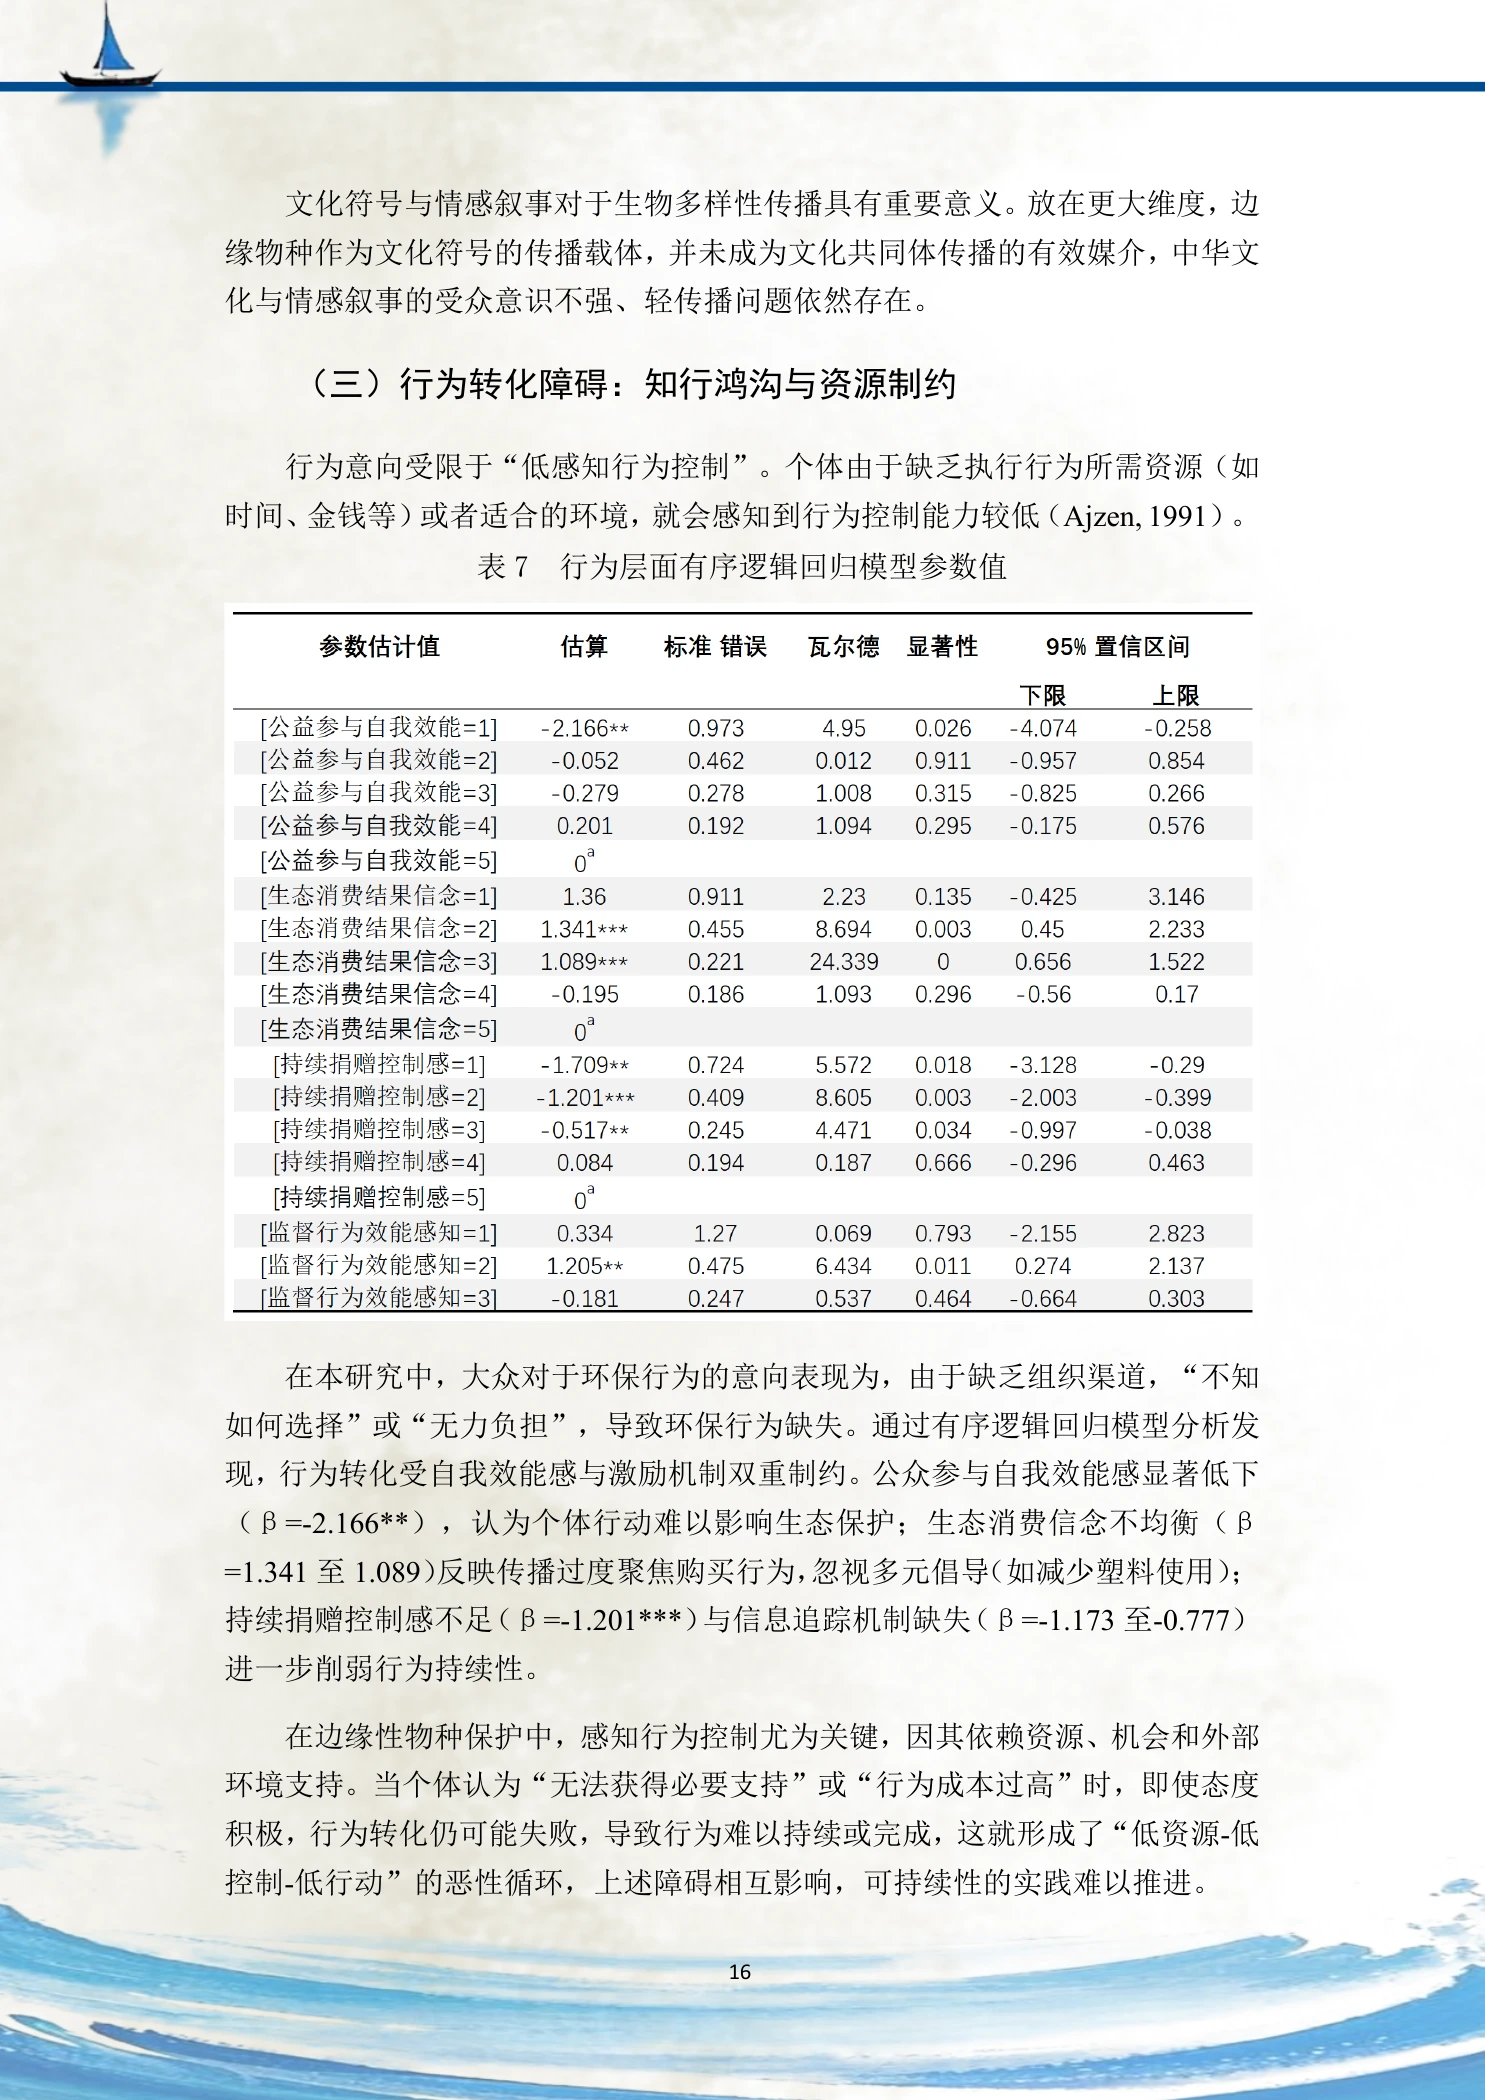 文化符号与情感叙事对于生物多样性传播具有重要意义。放在更大维度，边
缘物种作为文化符号的传播载体，并未成为文化共同体传播的有效媒介，中华文
化与情感叙事的受众意识不强、轻传播问题依然存在。
（三）行为转化障碍：知行鸿沟与资源制约
行为意向受限于“低感知行为控制”。个体由于缺乏执行行为所需资源（如
时间、金钱等）或者适合的环境，就会感知到行为控制能力较低（Ajzen, 1991）。
表 7 行为层面有序逻辑回归模型参数值
参数估计值 估算 标准 错误 瓦尔德 显著性 95% 置信区间
下限 上限
[公益参与自我效能=1] -2.166** 0.973 4.95 0.026 -4.074 -0.258
[公益参与自我效能=2] -0.052 0.462 0.012 0.911 -0.957 0.854
[公益参与自我效能=3] -0.279 0.278 1.008 0.315 -0.825 0.266
[公益参与自我效能=4] 0.201 0.192 1.094 0.295 -0.175 0.576
[公益参与自我效能=5] 0ᵃ
[生态消费结果信念=1] 1.36 0.911 2.23 0.135 -0.425 3.146
[生态消费结果信念=2] 1.341*** 0.455 8.694 0.003 0.45 2.233
[生态消费结果信念=3] 1.089*** 0.221 24.339 0 0.656 1.522
[生态消费结果信念=4] -0.195 0.186 1.093 0.296 -0.56 0.17
[生态消费结果信念=5] 0ᵃ
[持续捐赠控制感=1] -1.709** 0.724 5.572 0.018 -3.128 -0.29
[持续捐赠控制感=2] -1.201*** 0.409 8.605 0.003 -2.003 -0.399
[持续捐赠控制感=3] -0.517** 0.245 4.471 0.034 -0.997 -0.038
[持续捐赠控制感=4] 0.084 0.194 0.187 0.666 -0.296 0.463
[持续捐赠控制感=5] 0ᵃ
[监督行为效能感知=1] 0.334 1.27 0.069 0.793 -2.155 2.823
[监督行为效能感知=2] 1.205** 0.475 6.434 0.011 0.274 2.137
[监督行为效能感知=3] -0.181 0.247 0.537 0.464 -0.664 0.303
在本研究中，大众对于环保行为的意向表现为，由于缺乏组织渠道，“不知
如何选择”或“无力负担”，导致环保行为缺失。通过有序逻辑回归模型分析发
现，行为转化受自我效能感与激励机制双重制约。公众参与自我效能感显著低下
（β=-2.166**），认为个体行动难以影响生态保护；生态消费信念不均衡（β
=1.341 至 1.089）反映传播过度聚焦购买行为，忽视多元倡导（如减少塑料使用）；
持续捐赠控制感不足（β=-1.201***）与信息追踪机制缺失（β=-1.173 至-0.777）
进一步削弱行为持续性。
在边缘性物种保护中，感知行为控制尤为关键，因其依赖资源、机会和外部
环境支持。当个体认为“无法获得必要支持”或“行为成本过高”时，即使态度
积极，行为转化仍可能失败，导致行为难以持续或完成，这就形成了“低资源-低
控制-低行动”的恶性循环，上述障碍相互影响，可持续性的实践难以推进。
16